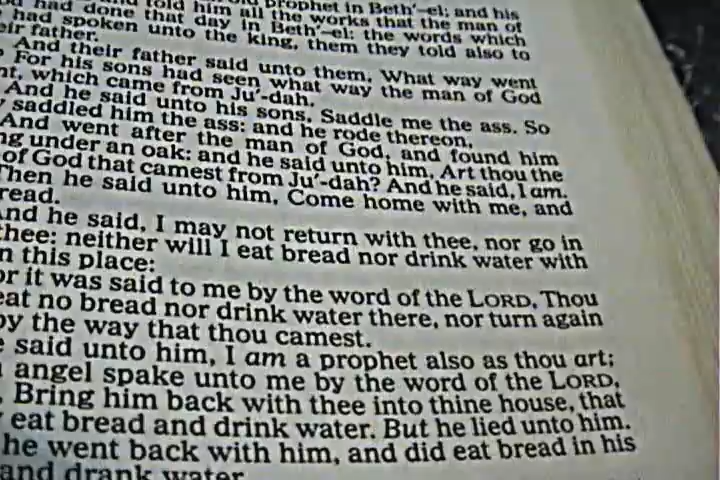 prophet in Beth'-el; and his
told him all the works that the man of
had done that day in Beth'-el: the words which
had spoken unto the king, them they told also to
eir father.
And their father said unto them, What way went
For his sons had seen what way the man of God
nt, which came from Ju'-dah.
And he said unto his sons, Saddle me the ass. So
saddled him the ass: and he rode thereon,
And went after the man of God, and found him
ng under an oak: and he said unto him, Art thou the
of God that camest from Ju'-dah? And he said, I am.
Then he said unto him, Come home with me, and
read.
And he said, I may not return with thee, nor go in
thee: neither will I eat bread nor drink water with
n this place:
or it was said to me by the word of the LORD, Thou
eat no bread nor drink water there, nor turn again
by the way that thou camest.
said unto him, I am a prophet also as thou art;
angel spake unto me by the word of the LORD,
Bring him back with thee into thine house, that
eat bread and drink water. But he lied unto him.
he went back with him, and did eat bread in his
and drank water.